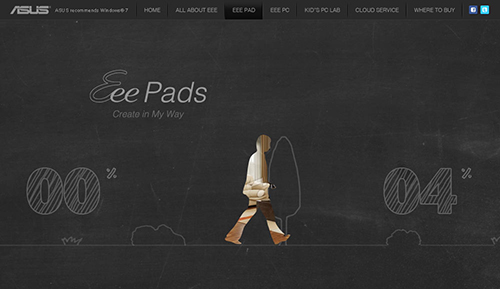 ASUS ASUS recommends Windows® 7 HOME ALL ABOUT EEE EEE PAD EEE PC KID'S PC LAB CLOUD SERVICE WHERE TO BUY
Eee Pads
Create in My Way
00 % 04 %